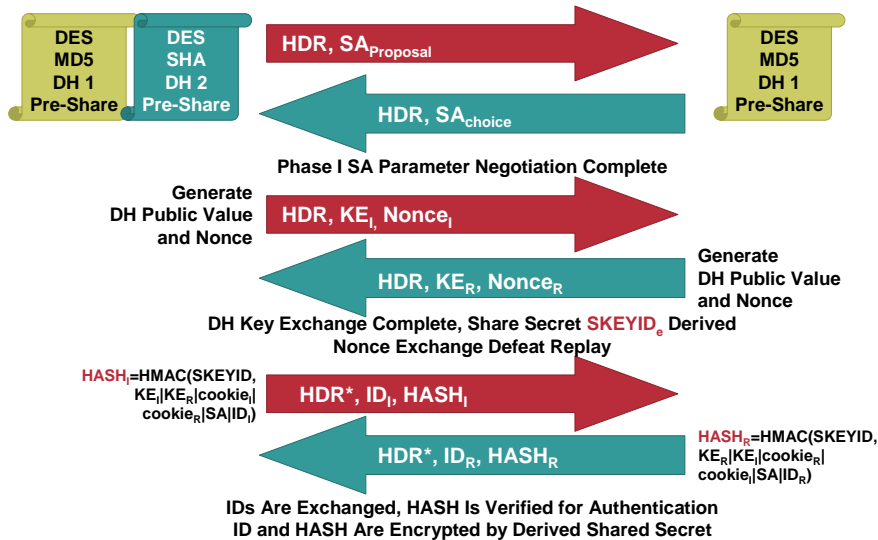 DES
MD5
DH 1
Pre-Share
DES
SHA
DH 2
Pre-Share
HDR, SAProposal
DES
MD5
DH 1
Pre-Share
HDR, SAchoice
Phase I SA Parameter Negotiation Complete
Generate
DH Public Value
and Nonce
HDR, KEI, NonceI
HDR, KER, NonceR
Generate
DH Public Value
and Nonce
DH Key Exchange Complete, Share Secret SKEYIDe Derived
Nonce Exchange Defeat Replay
HASHI=HMAC(SKEYID,
KEI|KER|cookieI|
cookieR|SA|IDI)
HDR*, IDI, HASHI
HDR*, IDR, HASHR
HASHR=HMAC(SKEYID,
KER|KEI|cookieR|
cookieI|SA|IDR)
IDs Are Exchanged, HASH Is Verified for Authentication
ID and HASH Are Encrypted by Derived Shared Secret